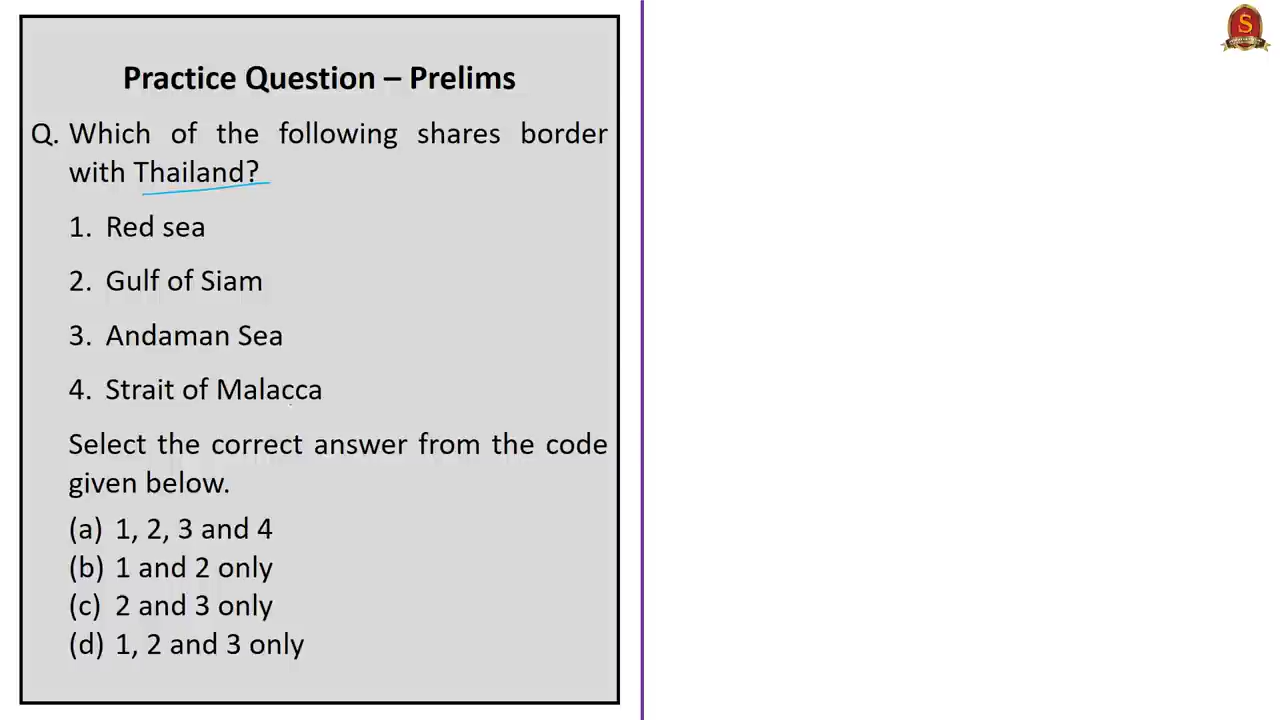 S
Practice Question – Prelims
Q. Which of the following shares border
with Thailand?
1. Red sea
2. Gulf of Siam
3. Andaman Sea
4. Strait of Malacca
Select the correct answer from the code
given below.
(a) 1, 2, 3 and 4
(b) 1 and 2 only
(c) 2 and 3 only
(d) 1, 2 and 3 only